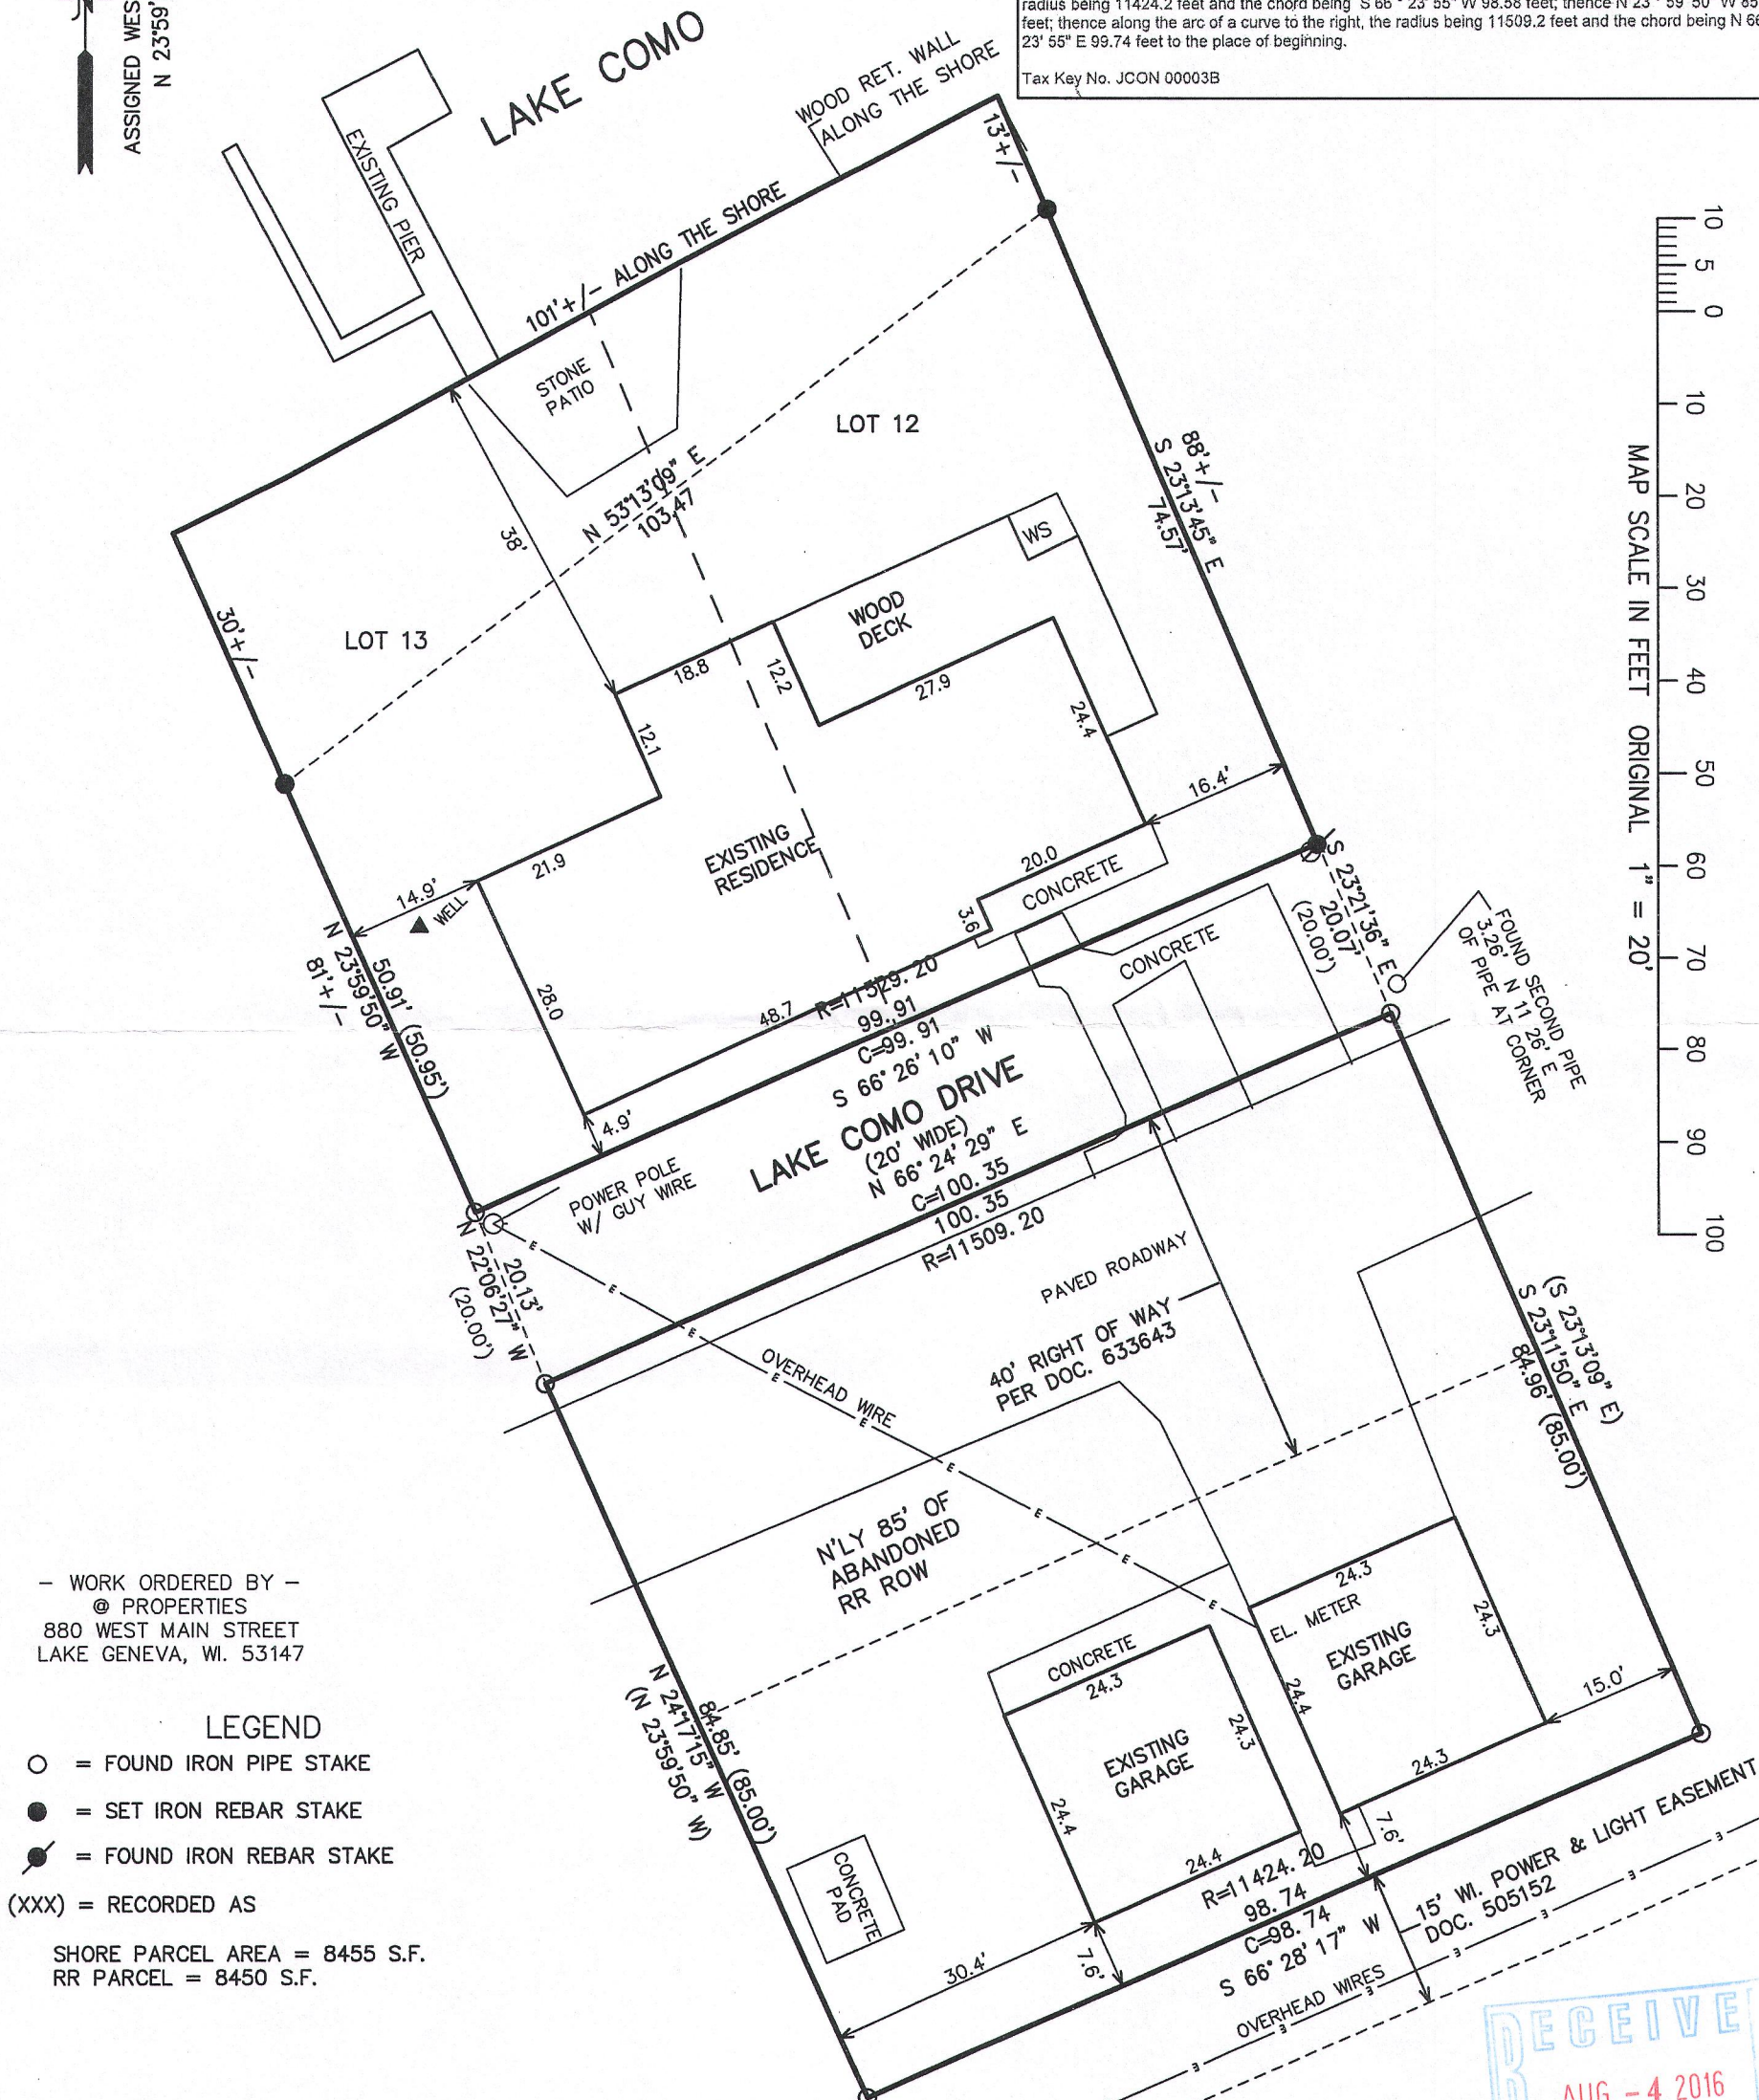 ASSIGNED WES
N 23°59'
radius being 11424.2 feet and the chord being S 66 ° 23' 55" W 98.58 feet; thence N 23 ° 59' 50" W 85
feet; thence along the arc of a curve to the right, the radius being 11509.2 feet and the chord being N 66
23' 55" E 99.74 feet to the place of beginning.
Tax Key No. JCON 00003B
LAKE COMO
WOOD RET. WALL
ALONG THE SHORE
EXISTING PIER
13'+/-
101'+/- ALONG THE SHORE
STONE
PATIO
LOT 12
N 53°13'09" E
103.47
88'+/-
S 23°13'45" E
74.57'
38'
WS
WOOD
DECK
LOT 13
30'+/-
18.8
12.2
27.9
24.4
12.1
16.4'
EXISTING
RESIDENCE
21.9
14.9'
WELL
20.0
CONCRETE
3.6
CONCRETE
28.0
48.7
N 23°59'50" W
81'+/-
50.91' (50.95')
4.9'
S 23°21'36" E
20.07'
(20.00')
FOUND SECOND PIPE
3.26' N 11 26' E
OF PIPE AT CORNER
R=11529.20
99.91
C=99.91
S 66° 26' 10" W
LAKE COMO DRIVE
(20' WIDE)
N 66° 24' 29" E
C=100.35
100.35
R=11509.20
POWER POLE
W/ GUY WIRE
20.13'
N 22°06'27" W
(20.00')
E
E
E
E
E
E
E
E
E
OVERHEAD WIRE
PAVED ROADWAY
40' RIGHT OF WAY
PER DOC. 633643
(S 23°13'09" E)
S 23°11'50" E
84.96' (85.00')
N'LY 85' OF
ABANDONED
RR ROW
24.3
EL. METER
EXISTING
GARAGE
24.3
24.4
24.3
15.0'
7.6'
CONCRETE
24.3
EXISTING
GARAGE
24.3
24.4
24.4
30.4'
7.6'
CONCRETE
PAD
84.85' (85.00')
N 24°17'15" W
(N 23°59'50" W)
R=11424.20
98.74
C=98.74
S 66° 28' 17" W
15' WI. POWER & LIGHT EASEMENT
DOC. 505152
OVERHEAD WIRES
10 5 0 10 20 30 40 50 60 70 80 90 100
MAP SCALE IN FEET ORIGINAL 1" = 20'
- WORK ORDERED BY -
@ PROPERTIES
880 WEST MAIN STREET
LAKE GENEVA, WI. 53147
LEGEND
= FOUND IRON PIPE STAKE
= SET IRON REBAR STAKE
= FOUND IRON REBAR STAKE
(XXX) = RECORDED AS
SHORE PARCEL AREA = 8455 S.F.
RR PARCEL = 8450 S.F.
RECEIVE
AUG - 4 2016